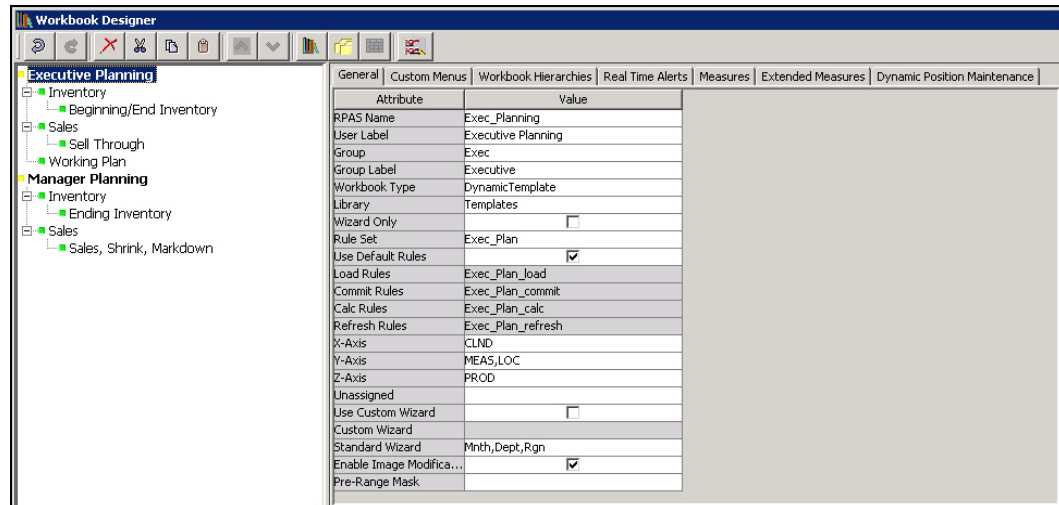 Workbook Designer
Executive Planning
Inventory
Beginning/End Inventory
Sales
Sell Through
Working Plan
Manager Planning
Inventory
Ending Inventory
Sales
Sales, Shrink, Markdown
General Custom Menus Workbook Hierarchies Real Time Alerts Measures Extended Measures Dynamic Position Maintenance
Attribute Value
RPAS Name Exec_Planning
User Label Executive Planning
Group Exec
Group Label Executive
Workbook Type DynamicTemplate
Library Templates
Wizard Only
Rule Set Exec_Plan
Use Default Rules
Load Rules Exec_Plan_load
Commit Rules Exec_Plan_commit
Calc Rules Exec_Plan_calc
Refresh Rules Exec_Plan_refresh
X-Axis CLND
Y-Axis MEAS,LOC
Z-Axis PROD
Unassigned
Use Custom Wizard
Custom Wizard
Standard Wizard Mnth,Dept,Rgn
Enable Image Modifica...
Pre-Range Mask